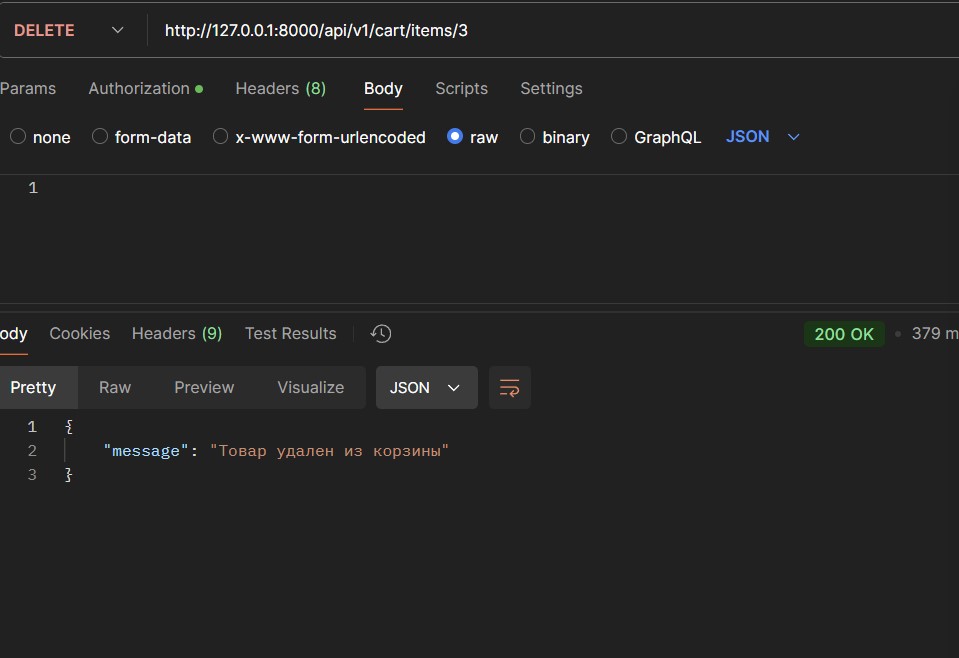 DELETE http://127.0.0.1:8000/api/v1/cart/items/3
Params Authorization Headers (8) Body Scripts Settings
none form-data x-www-form-urlencoded raw binary GraphQL JSON
1
ody Cookies Headers (9) Test Results 200 OK 379 m
Pretty Raw Preview Visualize JSON
1 {
2 "message": "Товар удален из корзины"
3 }